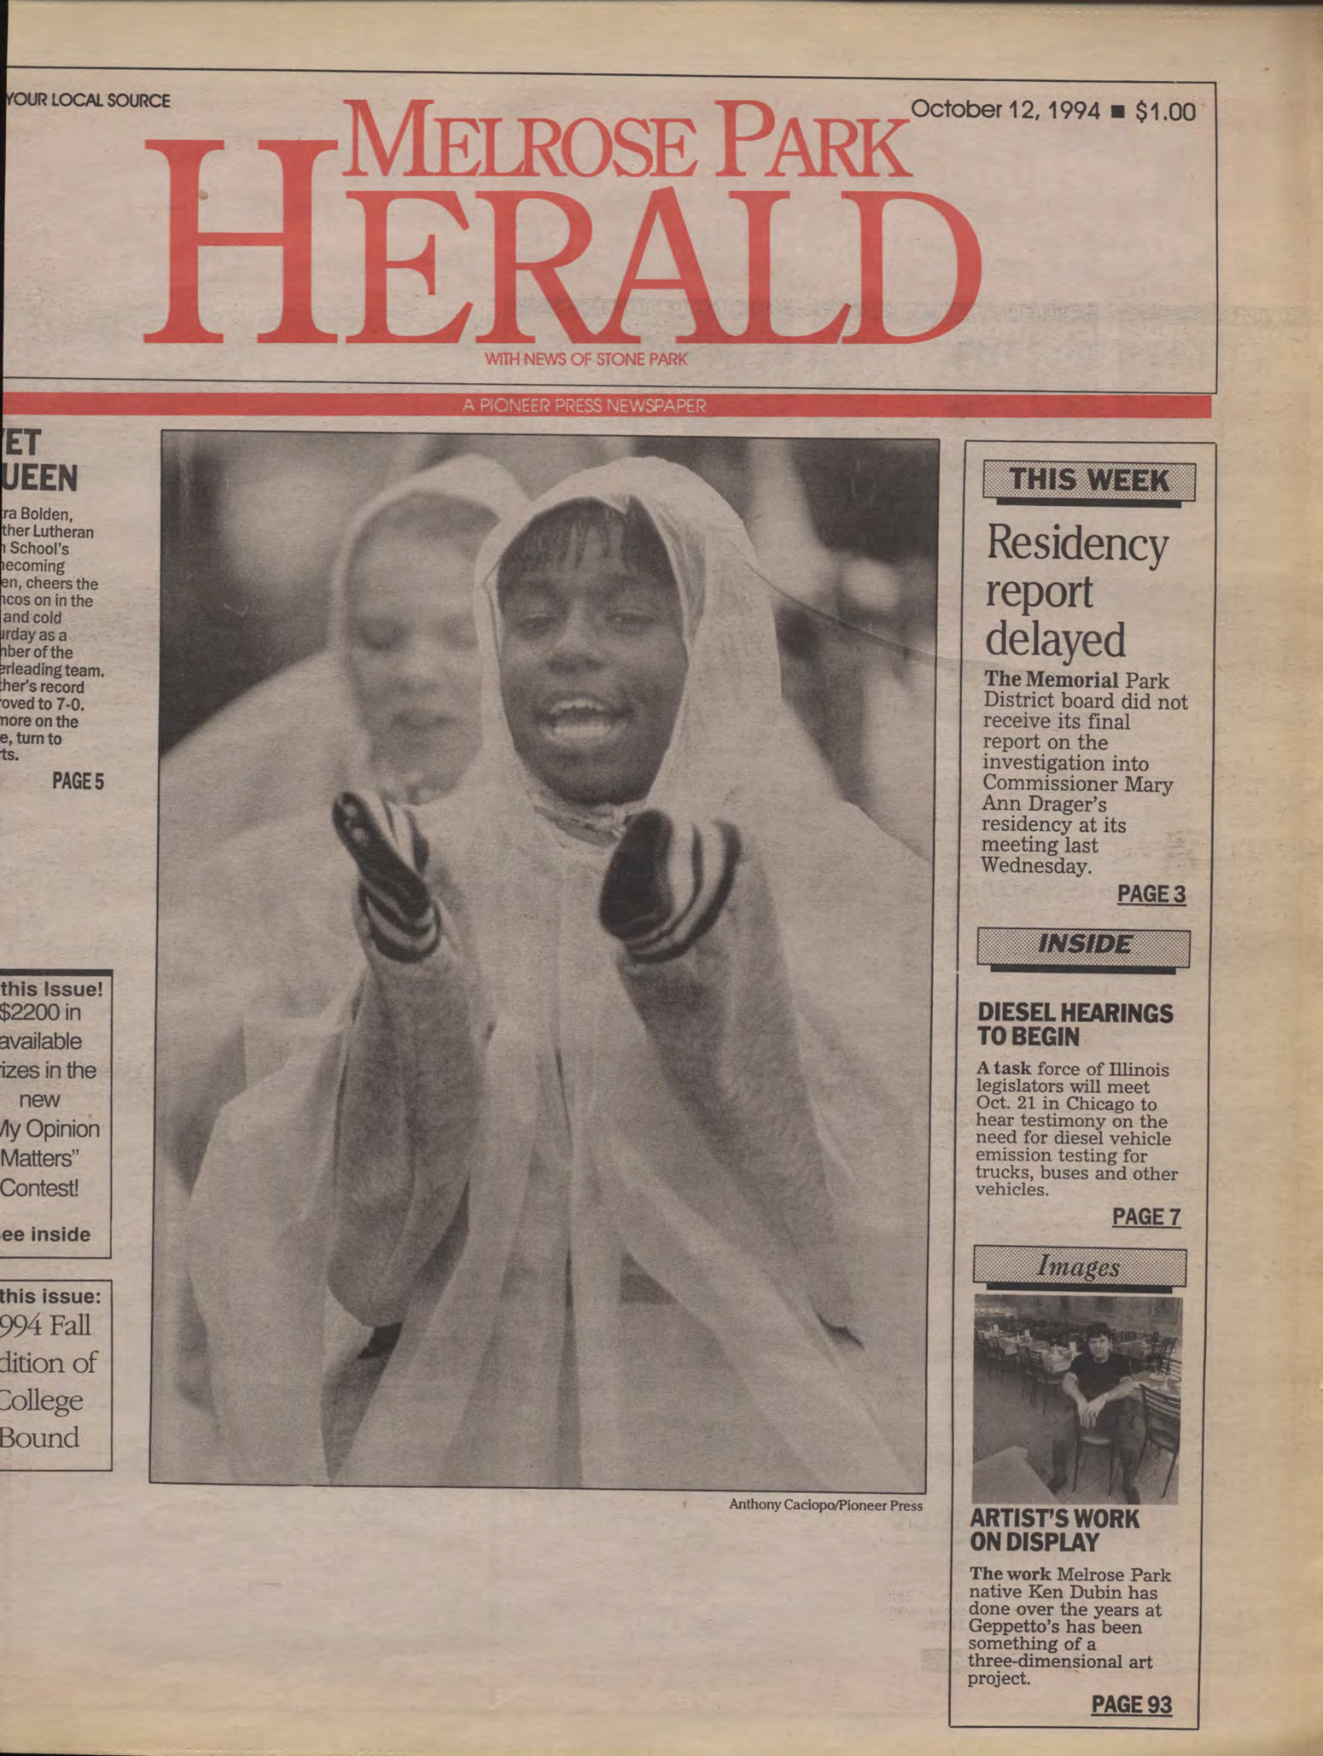 YOUR LOCAL SOURCE
October 12, 1994 ■ $1.00
MELROSE PARK
HERALD
WITH NEWS OF STONE PARK
A PIONEER PRESS NEWSPAPER
ET
UEEN
ra Bolden,
ther Lutheran
School's
ecoming
en, cheers the
cos on in the
and cold
urday as a
ber of the
erleading team.
her's record
oved to 7-0.
more on the
e, turn to
ts.
PAGE 5
this Issue!
$2200 in
available
izes in the
new
My Opinion
Matters"
Contest!
ee inside
this issue:
994 Fall
dition of
College
Bound
Anthony Caciopo/Pioneer Press
THIS WEEK
Residency
report
delayed
The Memorial Park
District board did not
receive its final
report on the
investigation into
Commissioner Mary
Ann Drager's
residency at its
meeting last
Wednesday.
PAGE 3
INSIDE
DIESEL HEARINGS
TO BEGIN
A task force of Illinois
legislators will meet
Oct. 21 in Chicago to
hear testimony on the
need for diesel vehicle
emission testing for
trucks, buses and other
vehicles.
PAGE 7
Images
ARTIST'S WORK
ON DISPLAY
The work Melrose Park
native Ken Dubin has
done over the years at
Geppetto's has been
something of a
three-dimensional art
project.
PAGE 93